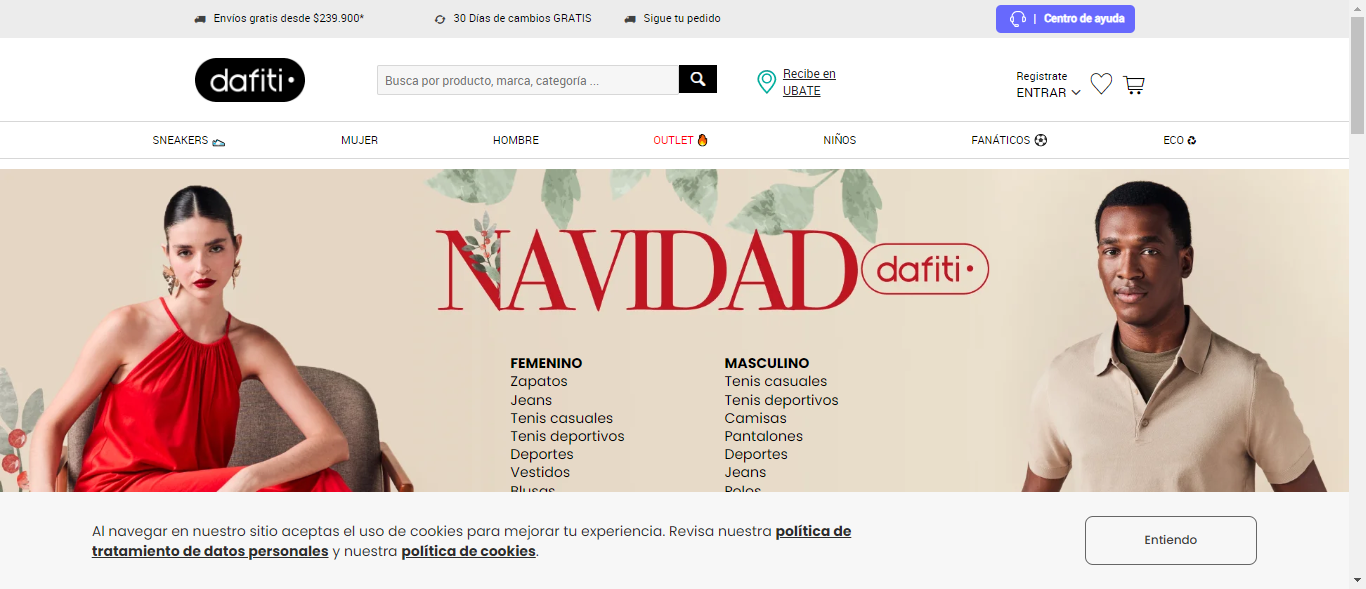 Envíos gratis desde $239.900*
30 Días de cambios GRATIS
Sigue tu pedido
| Centro de ayuda
dafiti
Busca por producto, marca, categoría ...
Recibe en
UBATE
Registrate
ENTRAR
SNEAKERS
MUJER
HOMBRE
OUTLET
NIÑOS
FANÁTICOS
ECO
NAVIDAD dafiti
FEMENINO
Zapatos
Jeans
Tenis casuales
Tenis deportivos
Deportes
Vestidos
Blusas
MASCULINO
Tenis casuales
Tenis deportivos
Camisas
Pantalones
Deportes
Jeans
Polos
Al navegar en nuestro sitio aceptas el uso de cookies para mejorar tu experiencia. Revisa nuestra política de
tratamiento de datos personales y nuestra política de cookies.
Entiendo